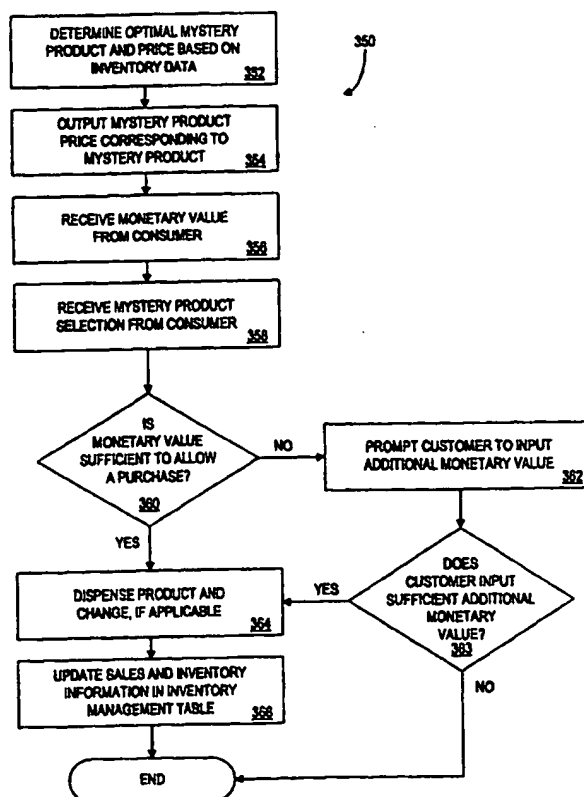 DETERMINE OPTIMAL MYSTERY
PRODUCT AND PRICE BASED ON
INVENTORY DATA
352
350
OUTPUT MYSTERY PRODUCT
PRICE CORRESPONDING TO
MYSTERY PRODUCT
354
RECEIVE MONETARY VALUE
FROM CONSUMER
356
RECEIVE MYSTERY PRODUCT
SELECTION FROM CONSUMER
358
IS
MONETARY VALUE
SUFFICIENT TO ALLOW
A PURCHASE?
360
NO
PROMPT CUSTOMER TO INPUT
ADDITIONAL MONETARY VALUE
362
YES
DOES
CUSTOMER INPUT
SUFFICIENT ADDITIONAL
MONETARY
VALUE?
363
YES
NO
DISPENSE PRODUCT AND
CHANGE, IF APPLICABLE
364
UPDATE SALES AND INVENTORY
INFORMATION IN INVENTORY
MANAGEMENT TABLE
366
END